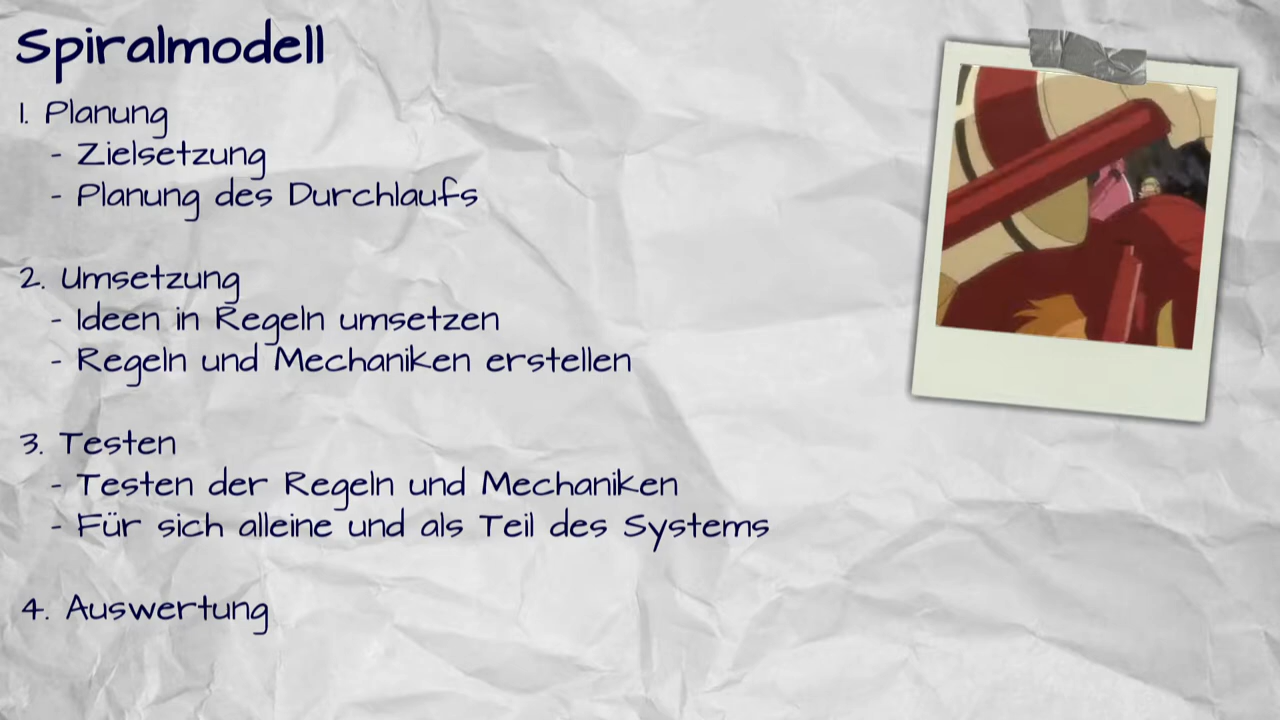 Spiralmodell
1. Planung
- Zielsetzung
- Planung des Durchlaufs
2. Umsetzung
- Ideen in Regeln umsetzen
- Regeln und Mechaniken erstellen
3. Testen
- Testen der Regeln und Mechaniken
- Für sich alleine und als Teil des Systems
4. Auswertung